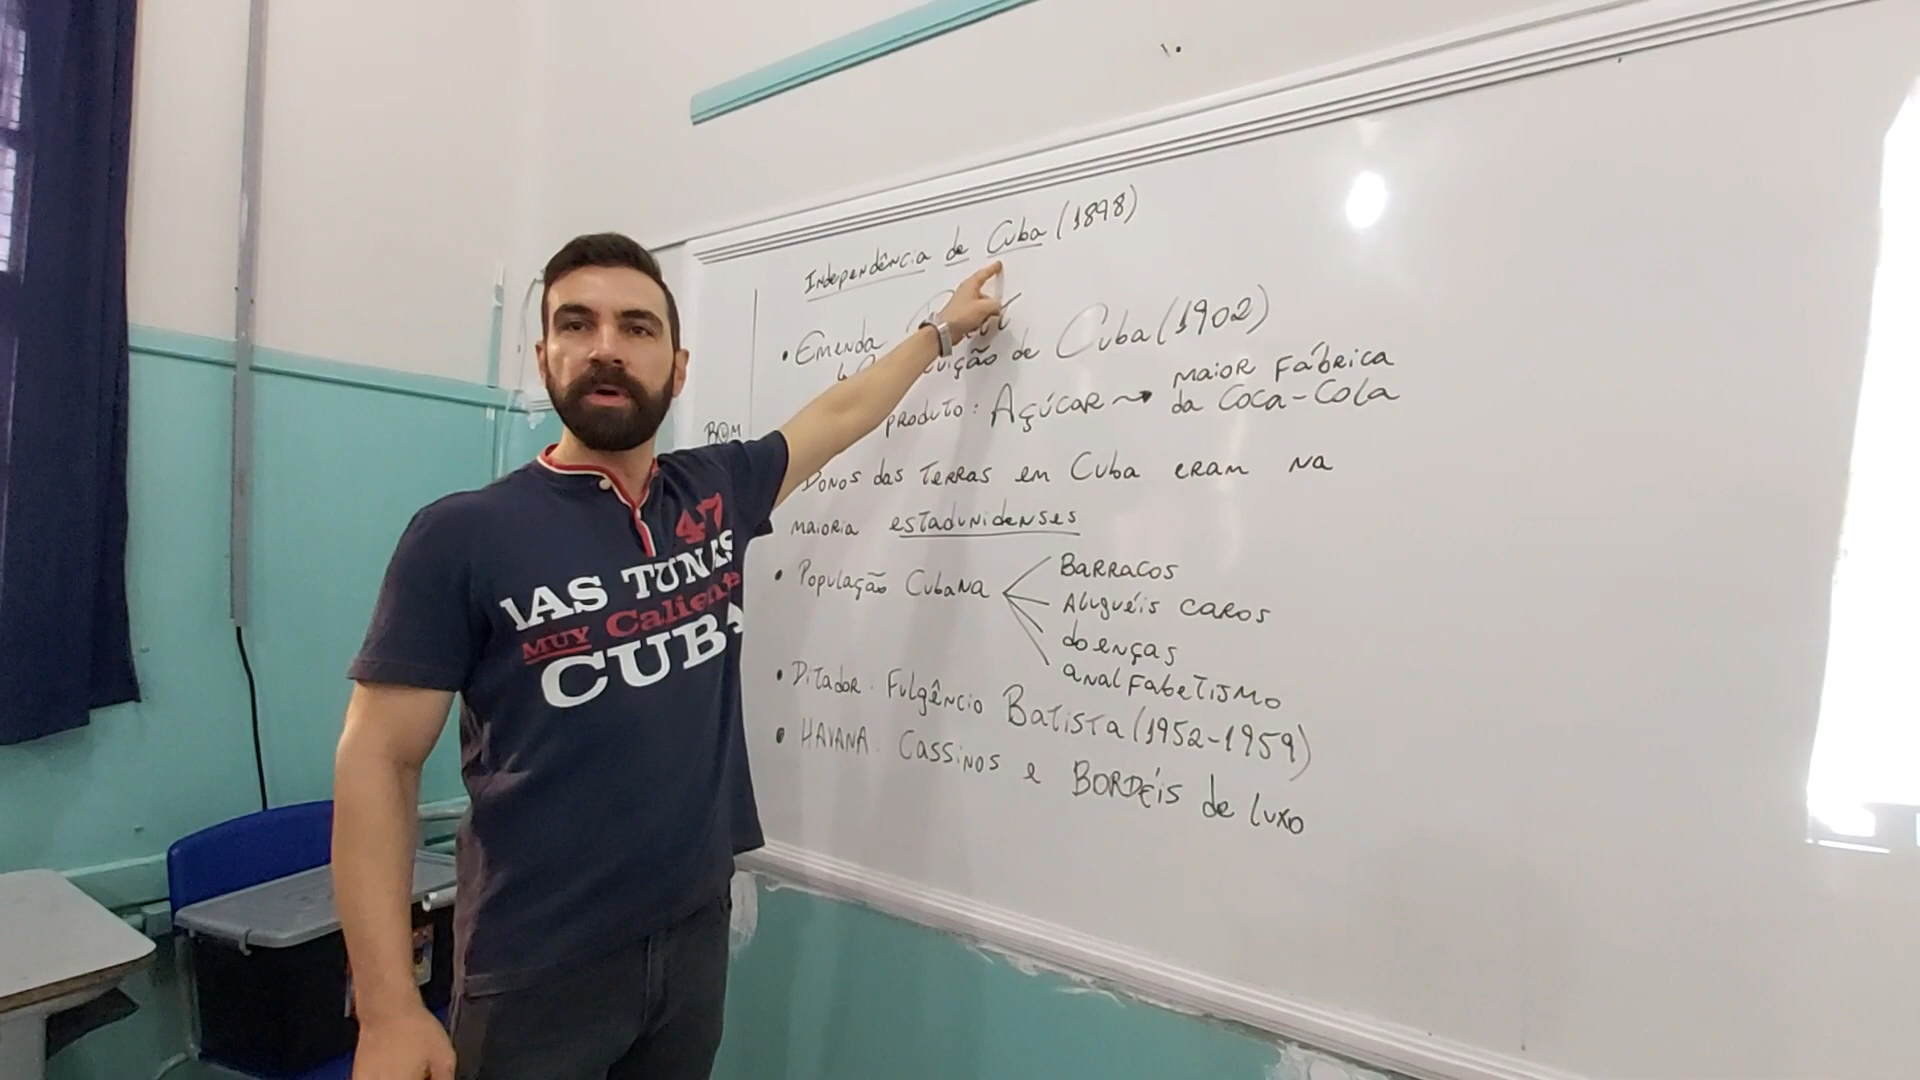 Independência de Cuba (1898)
• Emenda
de Cuba (1902)
produto: Açúcar → maior fábrica
da Coca-Cola
Donos das terras em Cuba eram na
maioria estadunidenses
• População Cubana
Barracos
Aluguéis caros
doenças
analfabetismo
• Ditador: Fulgêncio Batista (1952-1959)
• HAVANA: Cassinos e BORDÉis de luxo
BOM
47
LAS TUNAS
MUY Caliente
CUBA